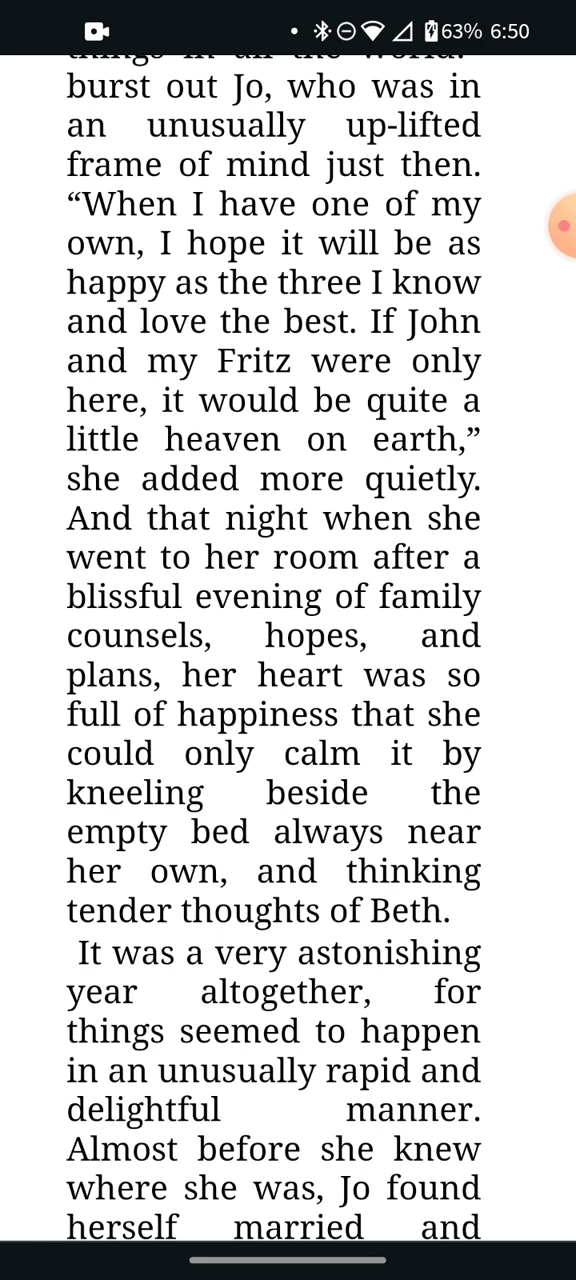 63% 6:50
things in all the world!”
burst out Jo, who was in
an unusually up-lifted
frame of mind just then.
“When I have one of my
own, I hope it will be as
happy as the three I know
and love the best. If John
and my Fritz were only
here, it would be quite a
little heaven on earth,”
she added more quietly.
And that night when she
went to her room after a
blissful evening of family
counsels, hopes, and
plans, her heart was so
full of happiness that she
could only calm it by
kneeling beside the
empty bed always near
her own, and thinking
tender thoughts of Beth.
It was a very astonishing
year altogether, for
things seemed to happen
in an unusually rapid and
delightful manner.
Almost before she knew
where she was, Jo found
herself married and